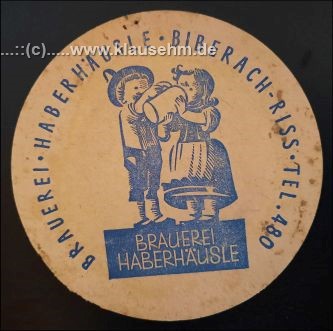 ...::(c).....www.klausehm.de
BRAUEREI · HABERHÄUSLE · BIBERACH-RISS · TEL. 480
BRAUEREI
HABERHÄUSLE